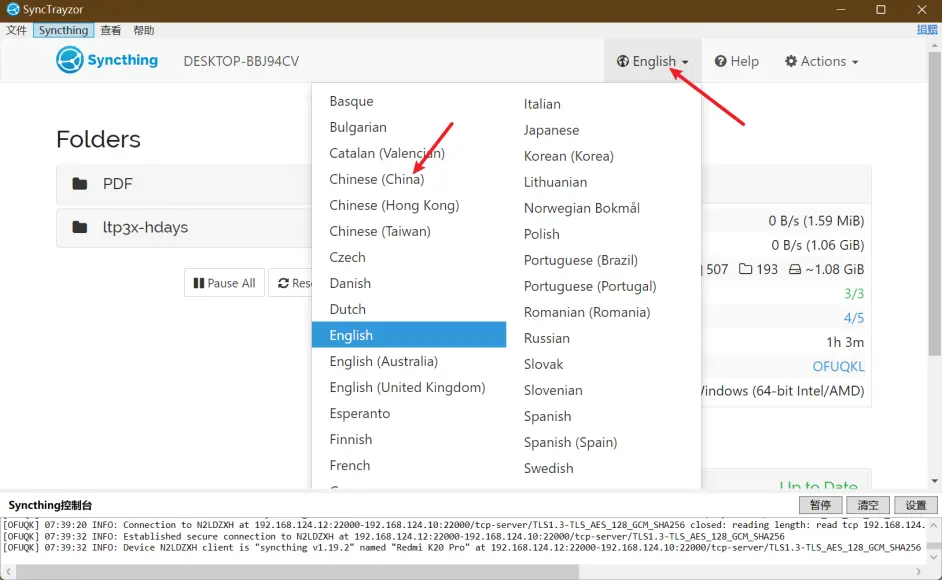 SyncTrayzor
文件 Syncthing 查看 帮助 捐赠
Syncthing DESKTOP-BBJ94CV English Help Actions
Folders
PDF
ltp3x-hdays
Pause All
Basque
Bulgarian
Catalan (Valencian)
Chinese (China)
Chinese (Hong Kong)
Chinese (Taiwan)
Czech
Danish
Dutch
English
English (Australia)
English (United Kingdom)
Esperanto
Finnish
French
Italian
Japanese
Korean (Korea)
Lithuanian
Norwegian Bokmål
Polish
Portuguese (Brazil)
Portuguese (Portugal)
Romanian (Romania)
Russian
Slovak
Slovenian
Spanish
Spanish (Spain)
Swedish
0 B/s (1.59 MiB)
0 B/s (1.06 GiB)
507 193 ~1.08 GiB
3/3
4/5
1h 3m
OFUQKL
Windows (64-bit Intel/AMD)
Up to Date
Syncthing控制台 暂停 清空 设置
[OFUQK] 07:39:20 INFO: Connection to N2LDZXH at 192.168.124.12:22000-192.168.124.10:22000/tcp-server/TLS1.3-TLS_AES_128_GCM_SHA256 closed: reading length: read tcp 192.168.124.
[OFUQK] 07:39:32 INFO: Established secure connection to N2LDZXH at 192.168.124.12:22000-192.168.124.10:22000/tcp-server/TLS1.3-TLS_AES_128_GCM_SHA256
[OFUQK] 07:39:32 INFO: Device N2LDZXH client is "syncthing v1.19.2" named "Redmi K20 Pro" at 192.168.124.12:22000-192.168.124.10:22000/tcp-server/TLS1.3-TLS_AES_128_GCM_SHA256